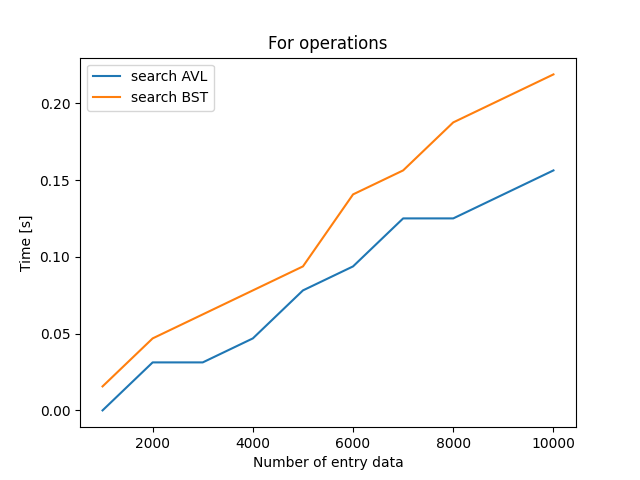 For operations
search AVL
search BST
0.20
0.15
0.10
0.05
0.00
Time [s]
2000 4000 6000 8000 10000
Number of entry data